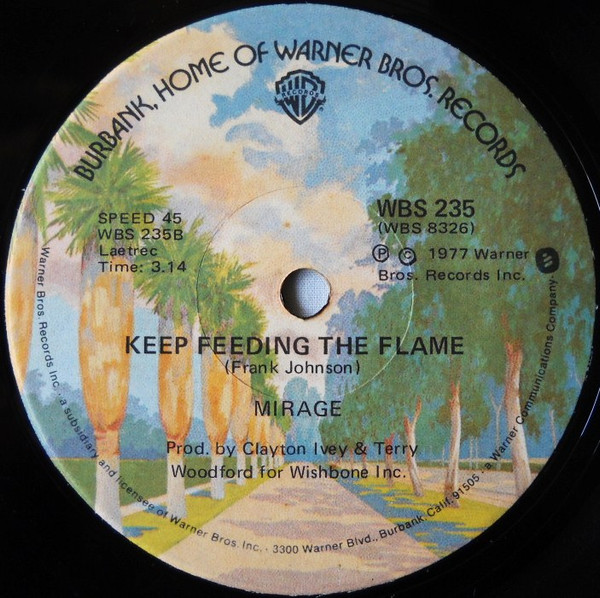 BURBANK, HOME OF WARNER BROS. RECORDS
RECORDS
SPEED 45
WBS 235B
Laetrec
Time: 3.14
WBS 235
(WBS 8326)
Ⓟ © 1977 Warner
Bros. Records Inc.
KEEP FEEDING THE FLAME
(Frank Johnson)
MIRAGE
Prod. by Clayton Ivey & Terry
Woodford for Wishbone Inc.
Warner Bros. Records Inc., a subsidiary and licensee of Warner Bros. Inc. · 3300 Warner Blvd., Burbank, Calif. 91505 · a Warner Communications Company